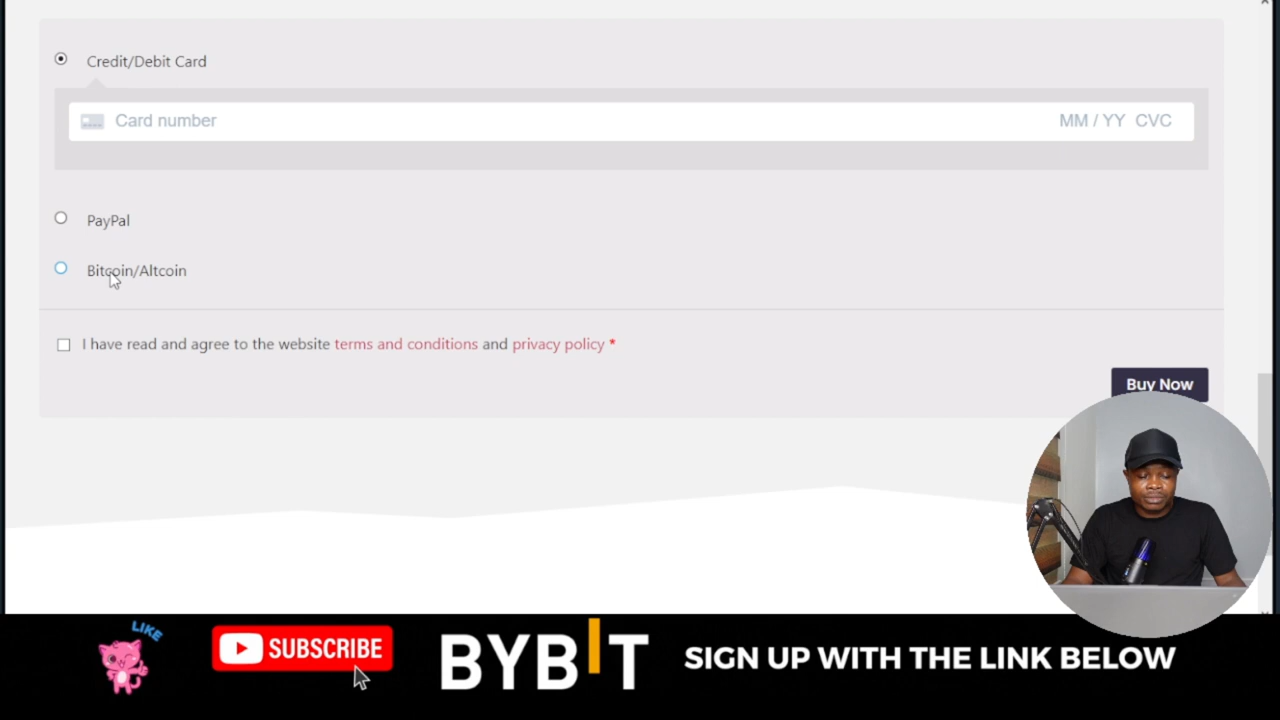 Credit/Debit Card
Card number MM / YY CVC
PayPal
Bitcoin/Altcoin
I have read and agree to the website terms and conditions and privacy policy *
Buy Now
LIKE
SUBSCRIBE
BYBIT
SIGN UP WITH THE LINK BELOW